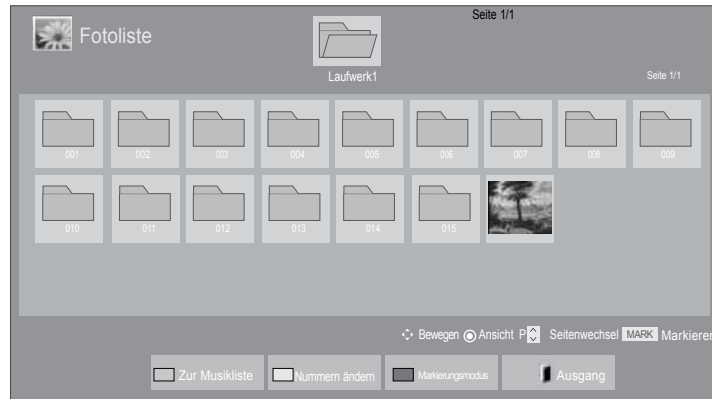 Seite 1/1
Fotoliste
Laufwerk1
Seite 1/1
001 002 003 004 005 006 007 008 009
010 011 012 013 014 015
Bewegen Ansicht P Seitenwechsel MARK Markieren
Zur Musikliste Nummern ändern Markierungsmodus Ausgang